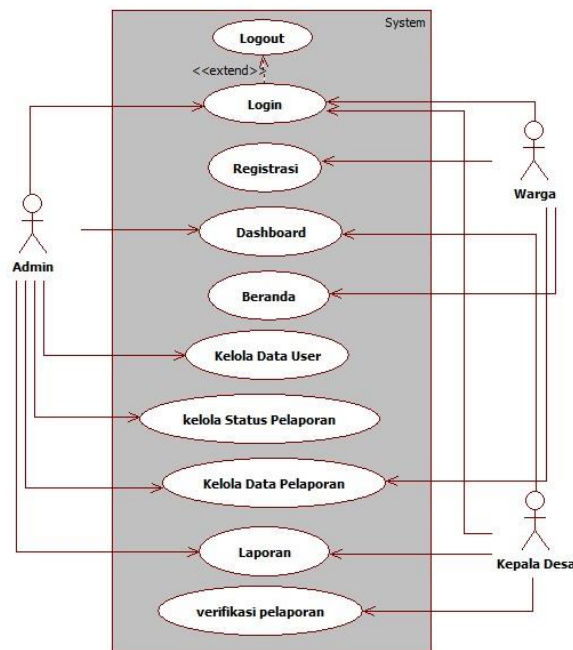 System
Logout
<<extend>>
Login
Registrasi
Warga
Dashboard
Admin
Beranda
Kelola Data User
kelola Status Pelaporan
Kelola Data Pelaporan
Laporan
Kepala Desa
verifikasi pelaporan